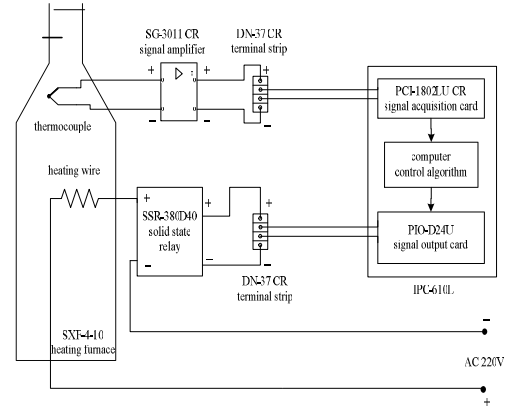 SG-3011 CR
signal amplifier
DN-37 CR
terminal strip
+
+
+
−
−
−
thermocouple
PCI-1802LU CR
signal acquisition card
computer
control algorithm
PIO-D24U
signal output card
IPC-610L
heating wire
+
SSR-380D40
solid state
relay
−
+
−
+
−
DN-37 CR
terminal strip
SXF-4-10
heating furnace
−
AC 220V
+